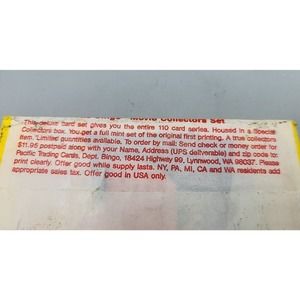 Bingo" Movie Collectors Set
This deluxe card set gives you the entire 110 card series. Housed in a Special
Collectors box. You get a full mint set of the original first printing. A true collectors
item. Limited quantities available. To order by mail: Send check or money order for
$11.95 postpaid along with your Name, Address (UPS deliverable) and zip code to:
Pacific Trading Cards, Dept. Bingo, 18424 Highway 99, Lynnwood, WA 98037. Please
print clearly. Offer good while supply lasts. NY, PA, MI, CA and WA residents add
appropriate sales tax. Offer good in USA only.